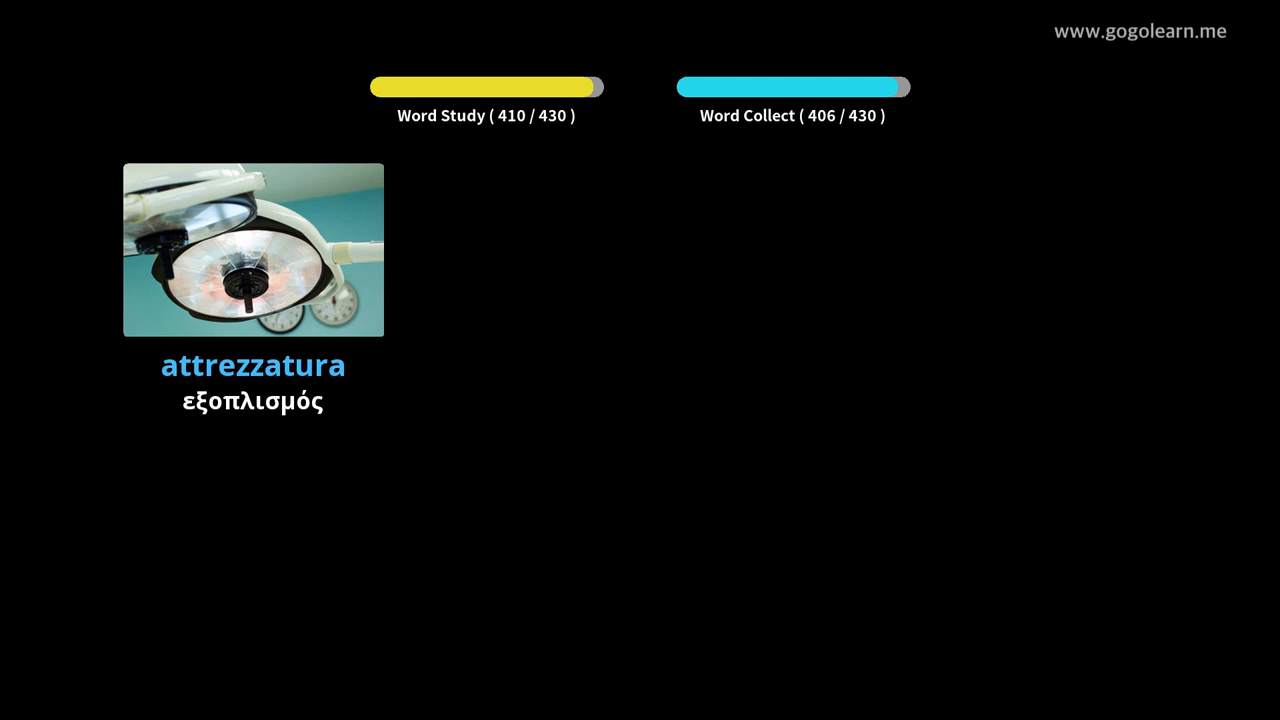 www.gogolearn.me
Word Study ( 410 / 430 )
Word Collect ( 406 / 430 )
attrezzatura
εξοπλισμός